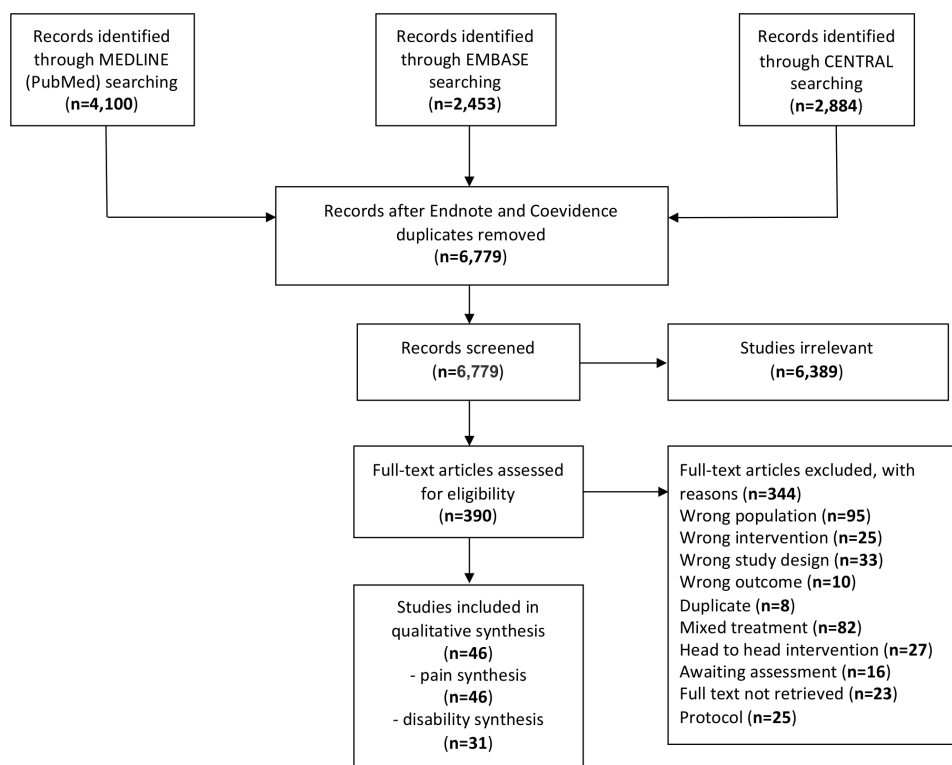 Records identified
through MEDLINE
(PubMed) searching
(n=4,100)
Records identified
through EMBASE
searching
(n=2,453)
Records identified
through CENTRAL
searching
(n=2,884)
Records after Endnote and Coevidence
duplicates removed
(n=6,779)
Records screened
(n=6,779)
Studies irrelevant
(n=6,389)
Full-text articles assessed
for eligibility
(n=390)
Full-text articles excluded, with
reasons (n=344)
Wrong population (n=95)
Wrong intervention (n=25)
Wrong study design (n=33)
Wrong outcome (n=10)
Duplicate (n=8)
Mixed treatment (n=82)
Head to head intervention (n=27)
Awaiting assessment (n=16)
Full text not retrieved (n=23)
Protocol (n=25)
Studies included in
qualitative synthesis
(n=46)
- pain synthesis
(n=46)
- disability synthesis
(n=31)